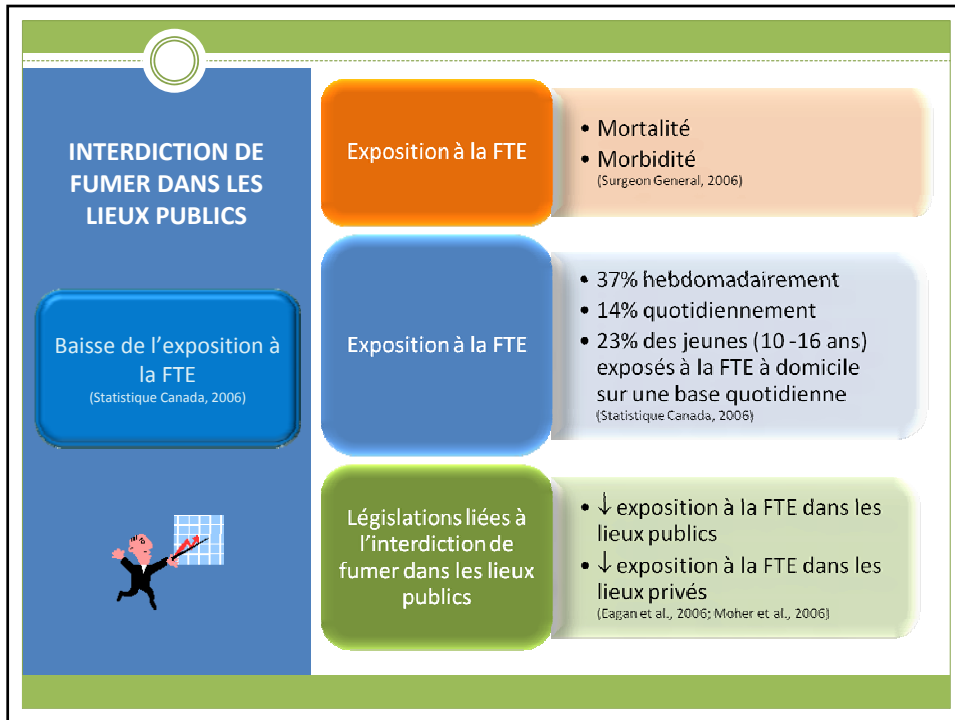 INTERDICTION DE
FUMER DANS LES
LIEUX PUBLICS
Baisse de l'exposition à
la FTE
(Statistique Canada, 2006)
Exposition à la FTE
• Mortalité
• Morbidité
(Surgeon General, 2006)
Exposition à la FTE
• 37% hebdomadairement
• 14% quotidiennement
• 23% des jeunes (10 -16 ans)
exposés à la FTE à domicile
sur une base quotidienne
(Statistique Canada, 2006)
Législations liées à
l'interdiction de
fumer dans les lieux
publics
• ↓ exposition à la FTE dans les
lieux publics
• ↓ exposition à la FTE dans les
lieux privés
(Eagan et al., 2006; Moher et al., 2006)